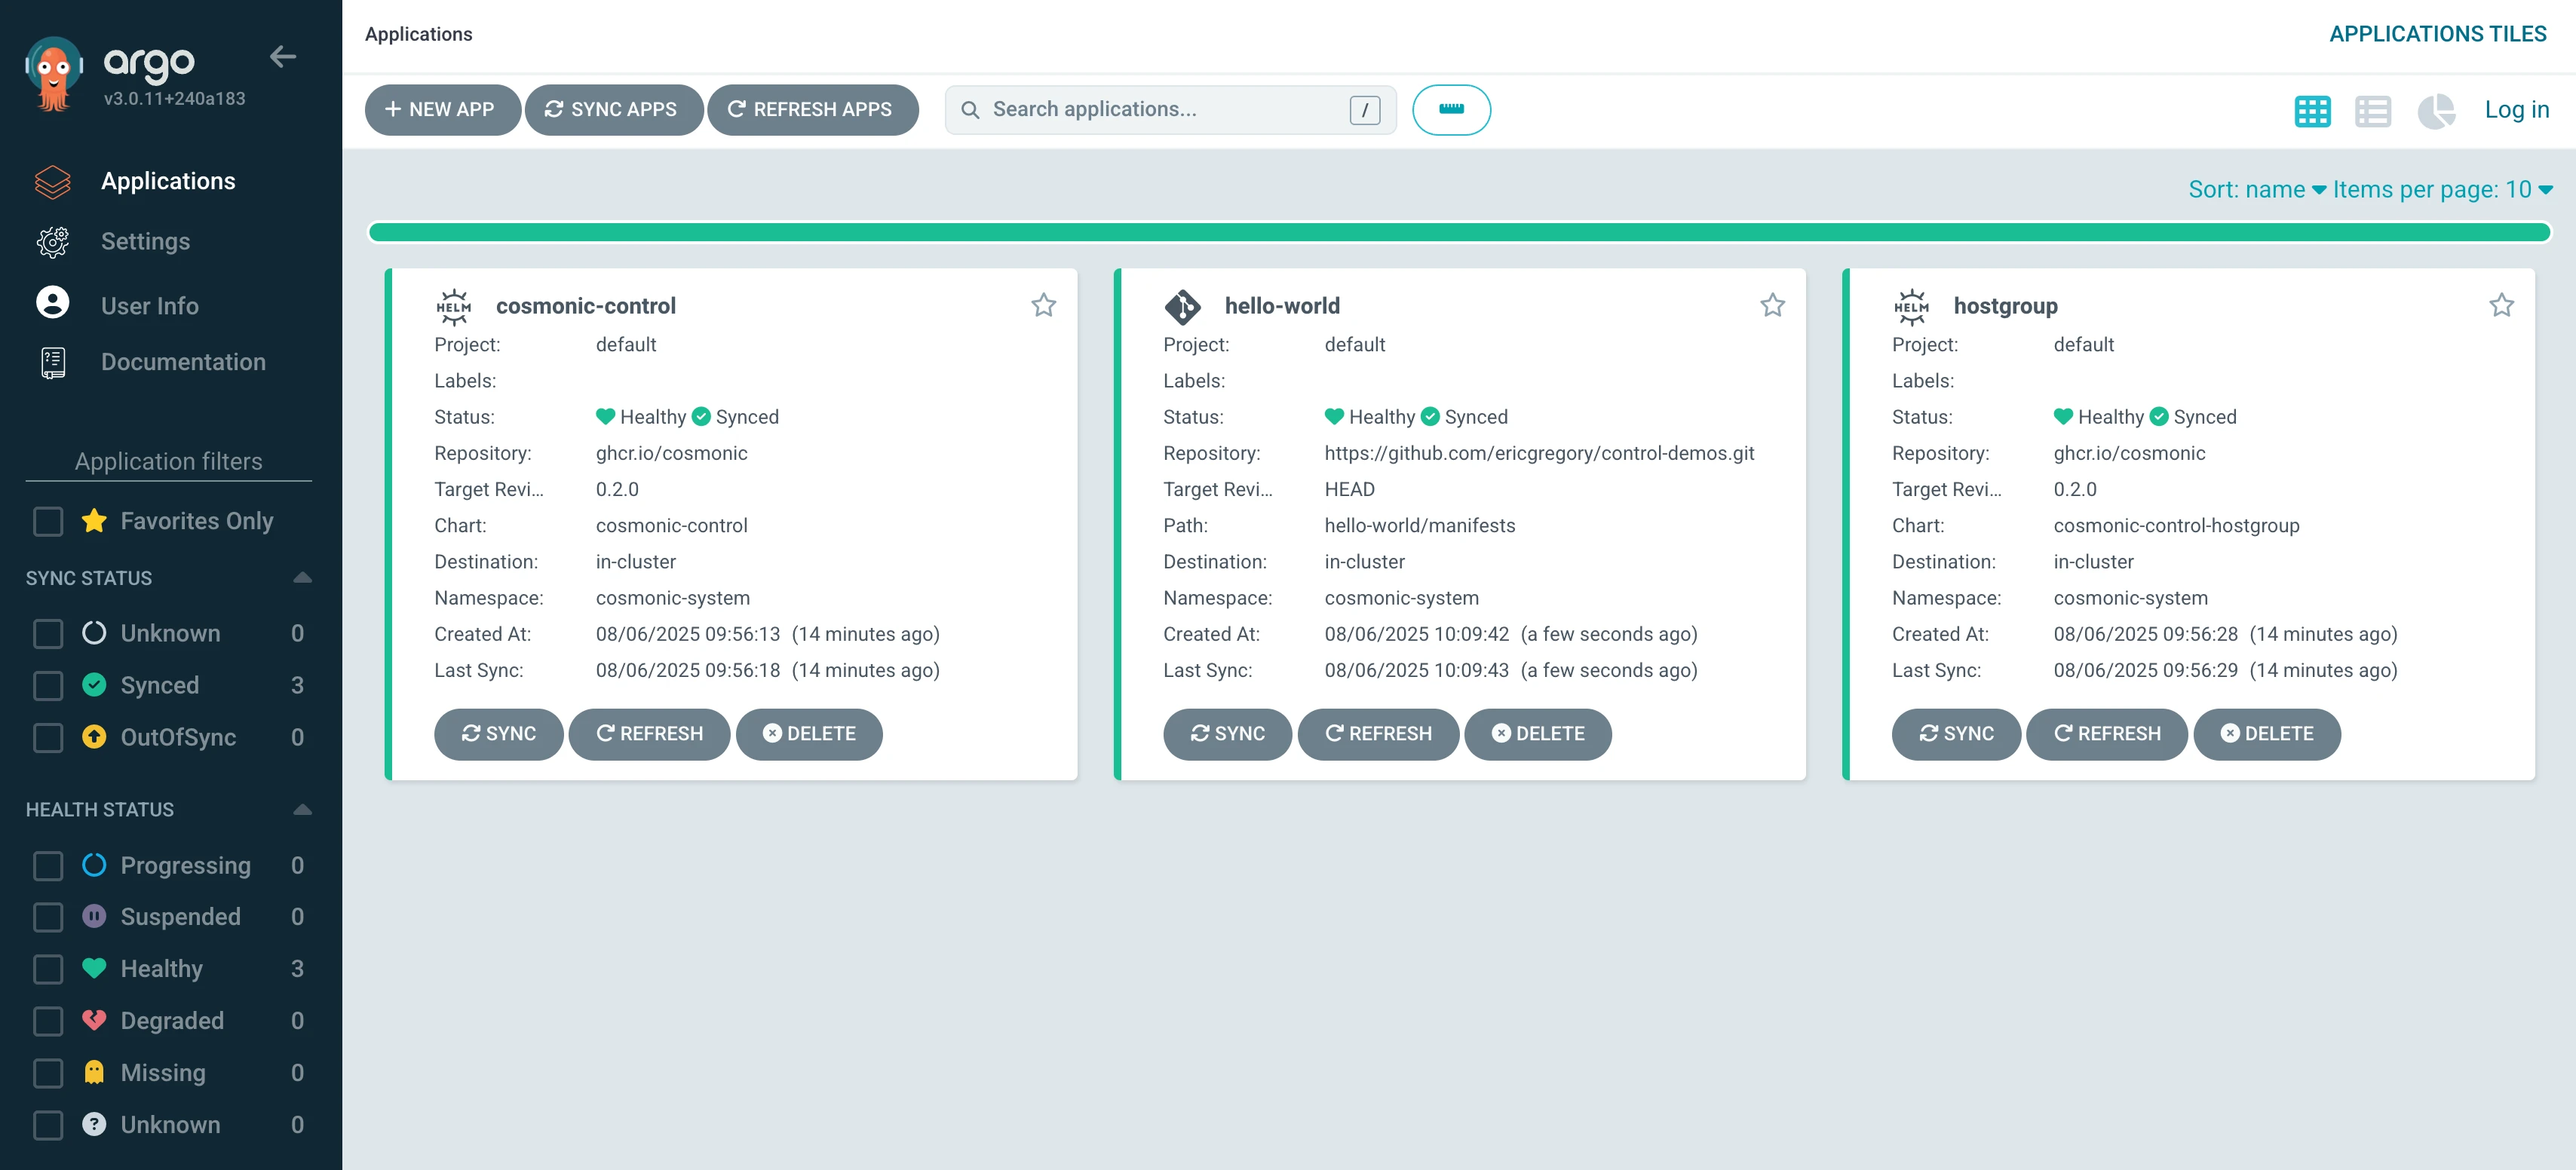 argo
v3.0.11+240a183
Applications
Settings
User Info
Documentation
Application filters
Favorites Only
SYNC STATUS
Unknown 0
Synced 3
OutOfSync 0
HEALTH STATUS
Progressing 0
Suspended 0
Healthy 3
Degraded 0
Missing 0
? Unknown 0
Applications
APPLICATIONS TILES
+ NEW APP
SYNC APPS
REFRESH APPS
Search applications... /
Log in
Sort: name Items per page: 10
HELM cosmonic-control
Project: default
Labels:
Status: Healthy Synced
Repository: ghcr.io/cosmonic
Target Revi... 0.2.0
Chart: cosmonic-control
Destination: in-cluster
Namespace: cosmonic-system
Created At: 08/06/2025 09:56:13 (14 minutes ago)
Last Sync: 08/06/2025 09:56:18 (14 minutes ago)
SYNC REFRESH DELETE
hello-world
Project: default
Labels:
Status: Healthy Synced
Repository: https://github.com/ericgregory/control-demos.git
Target Revi... HEAD
Path: hello-world/manifests
Destination: in-cluster
Namespace: cosmonic-system
Created At: 08/06/2025 10:09:42 (a few seconds ago)
Last Sync: 08/06/2025 10:09:43 (a few seconds ago)
SYNC REFRESH DELETE
HELM hostgroup
Project: default
Labels:
Status: Healthy Synced
Repository: ghcr.io/cosmonic
Target Revi... 0.2.0
Chart: cosmonic-control-hostgroup
Destination: in-cluster
Namespace: cosmonic-system
Created At: 08/06/2025 09:56:28 (14 minutes ago)
Last Sync: 08/06/2025 09:56:29 (14 minutes ago)
SYNC REFRESH DELETE